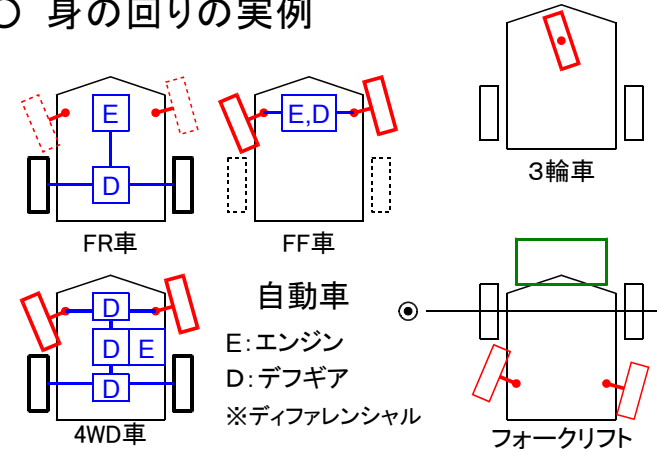 〇 身の回りの実例
E
D
FR車
E,D
FF車
3輪車
D
D E
D
4WD車
自動車
E:エンジン
D:デフギア
※ディファレンシャル
フォークリフト